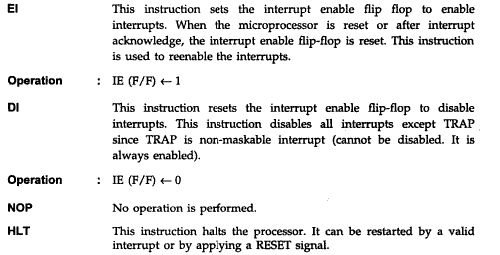 EI This instruction sets the interrupt enable flip flop to enable
interrupts. When the microprocessor is reset or after interrupt
acknowledge, the interrupt enable flip-flop is reset. This instruction
is used to reenable the interrupts.
Operation : IE (F/F) ← 1
DI This instruction resets the interrupt enable flip-flop to disable
interrupts. This instruction disables all interrupts except TRAP
since TRAP is non-maskable interrupt (cannot be disabled. It is
always enabled).
Operation : IE (F/F) ← 0
NOP No operation is performed.
HLT This instruction halts the processor. It can be restarted by a valid
interrupt or by applying a RESET signal.